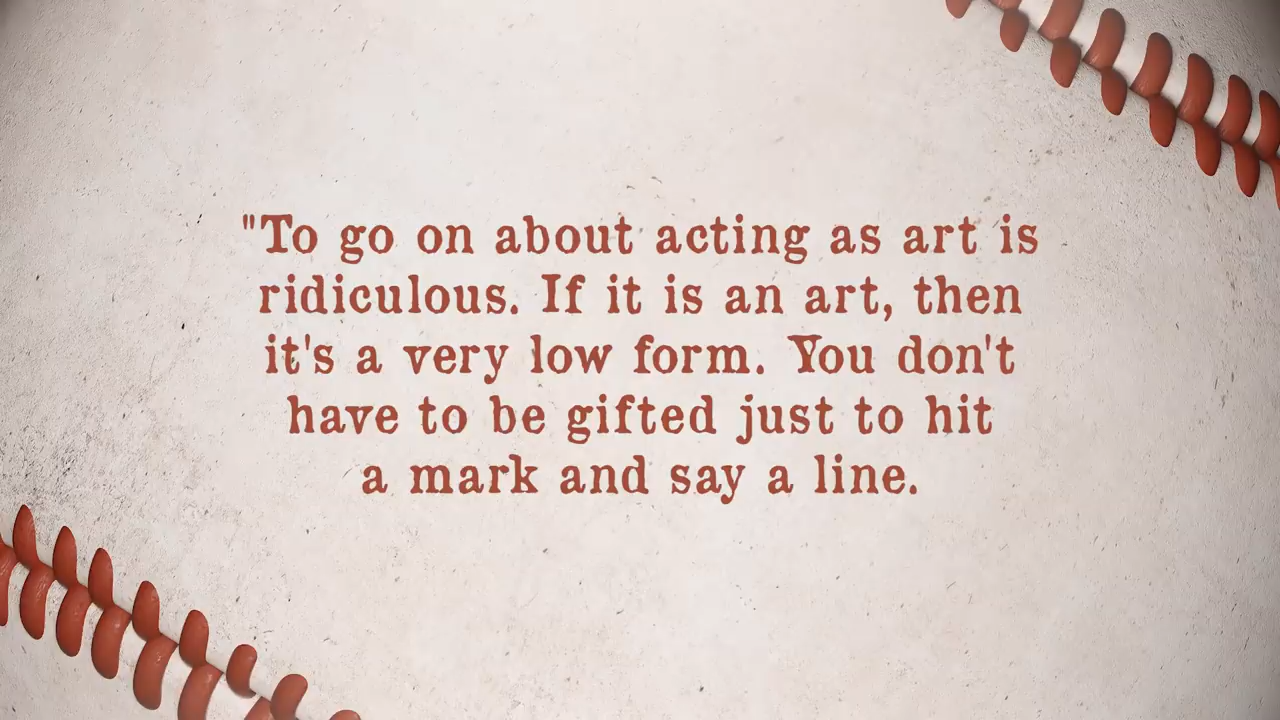 "To go on about acting as art is
ridiculous. If it is an art, then
it's a very low form. You don't
have to be gifted just to hit
a mark and say a line.